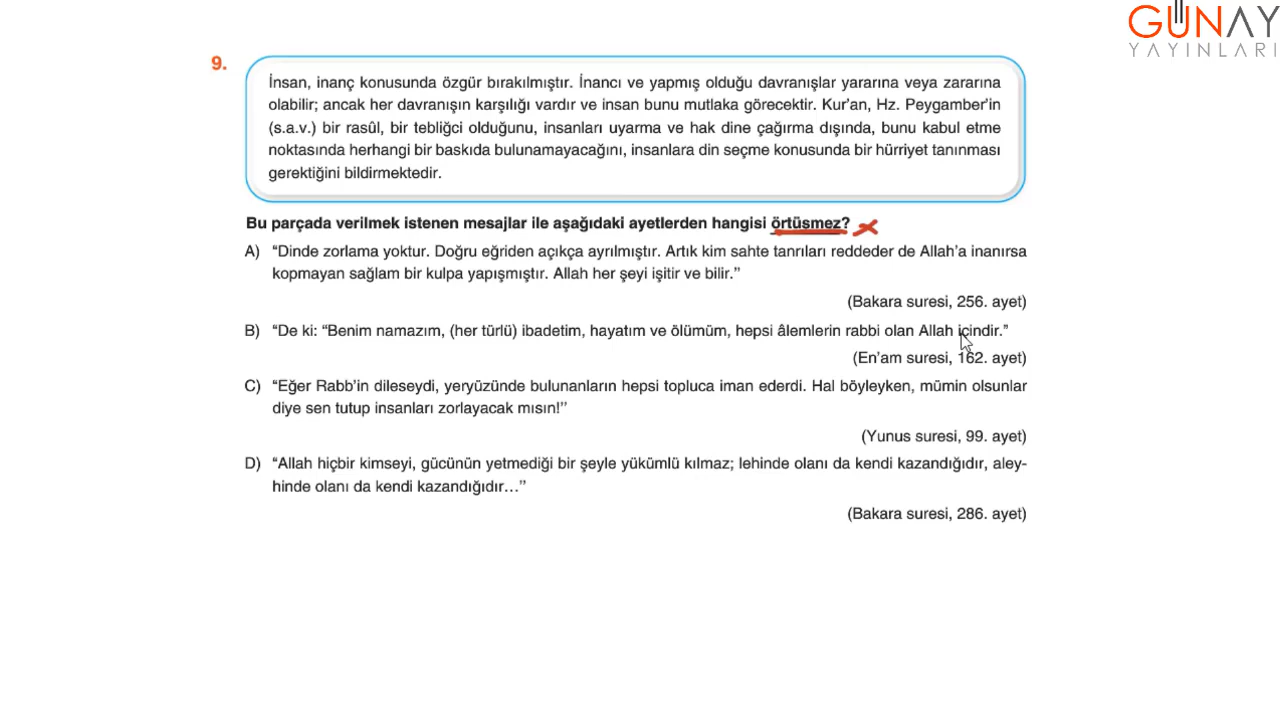 GÜNAY
YAYINLARI
9.
İnsan, inanç konusunda özgür bırakılmıştır. İnancı ve yapmış olduğu davranışlar yararına veya zararına
olabilir; ancak her davranışın karşılığı vardır ve insan bunu mutlaka görecektir. Kur'an, Hz. Peygamber'in
(s.a.v.) bir rasûl, bir tebliğci olduğunu, insanları uyarma ve hak dine çağırma dışında, bunu kabul etme
noktasında herhangi bir baskıda bulunamayacağını, insanlara din seçme konusunda bir hürriyet tanınması
gerektiğini bildirmektedir.
Bu parçada verilmek istenen mesajlar ile aşağıdaki ayetlerden hangisi örtüşmez?
A) "Dinde zorlama yoktur. Doğru eğriden açıkça ayrılmıştır. Artık kim sahte tanrıları reddeder de Allah'a inanırsa
kopmayan sağlam bir kulpa yapışmıştır. Allah her şeyi işitir ve bilir."
(Bakara suresi, 256. ayet)
B) "De ki: "Benim namazım, (her türlü) ibadetim, hayatım ve ölümüm, hepsi âlemlerin rabbi olan Allah içindir."
(En'am suresi, 162. ayet)
C) "Eğer Rabb'in dileseydi, yeryüzünde bulunanların hepsi topluca iman ederdi. Hal böyleyken, mümin olsunlar
diye sen tutup insanları zorlayacak mısın!''
(Yunus suresi, 99. ayet)
D) "Allah hiçbir kimseyi, gücünün yetmediği bir şeyle yükümlü kılmaz; lehinde olanı da kendi kazandığıdır, aley-
hinde olanı da kendi kazandığıdır...''
(Bakara suresi, 286. ayet)